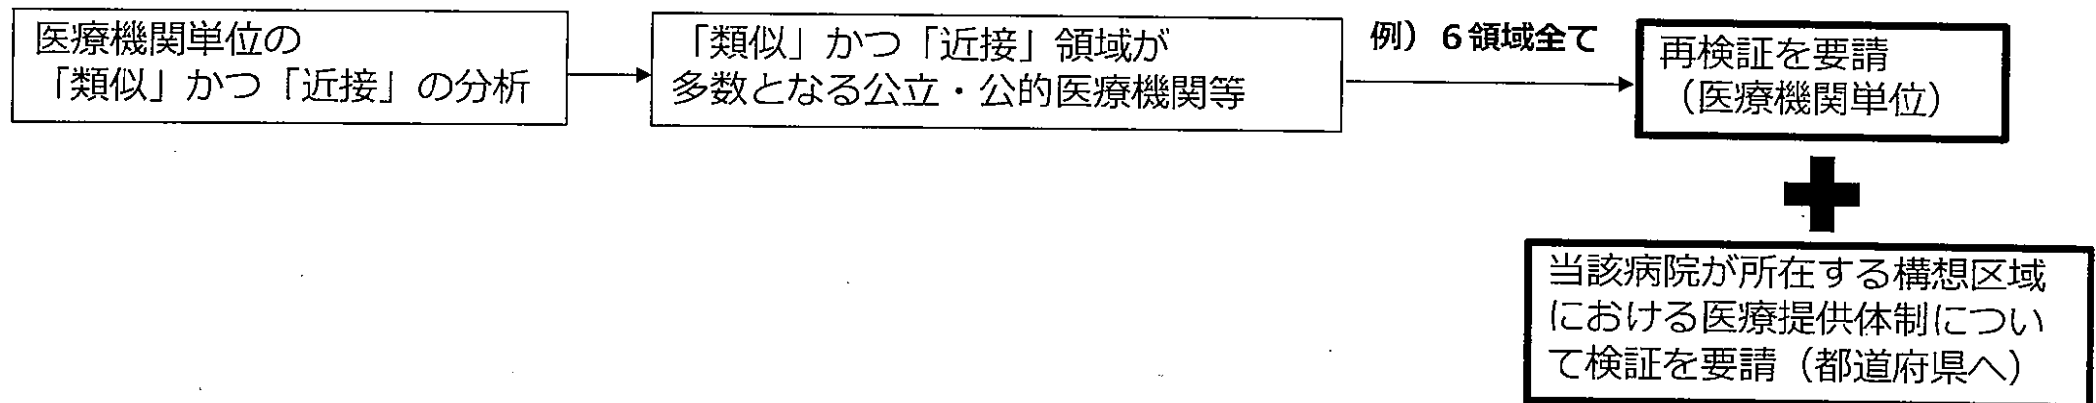 医療機関単位の
「類似」かつ「近接」の分析
「類似」かつ「近接」領域が
多数となる公立・公的医療機関等
例）６領域全て
再検証を要請
（医療機関単位）
当該病院が所在する構想区域
における医療提供体制につい
て検証を要請（都道府県へ）